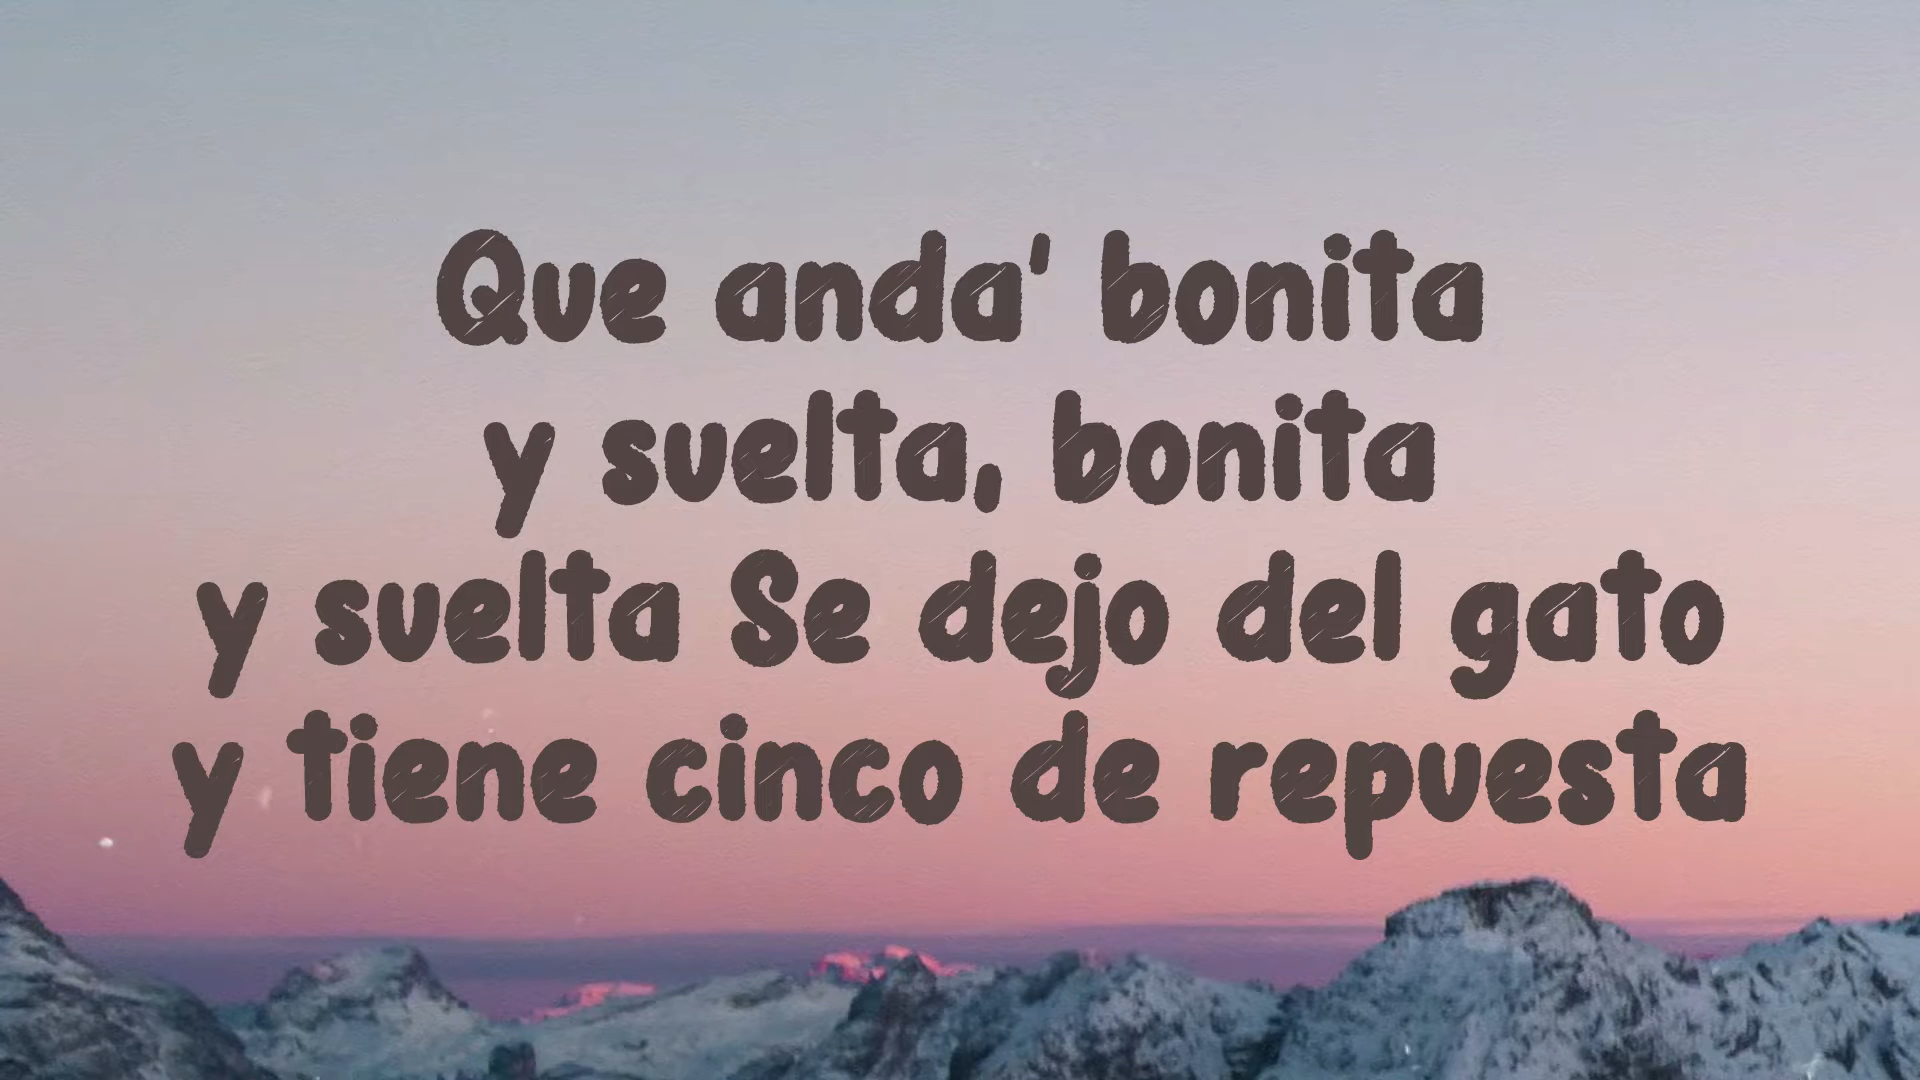 Que anda' bonita
y suelta, bonita
y suelta Se dejo del gato
y tiene cinco de repuesta